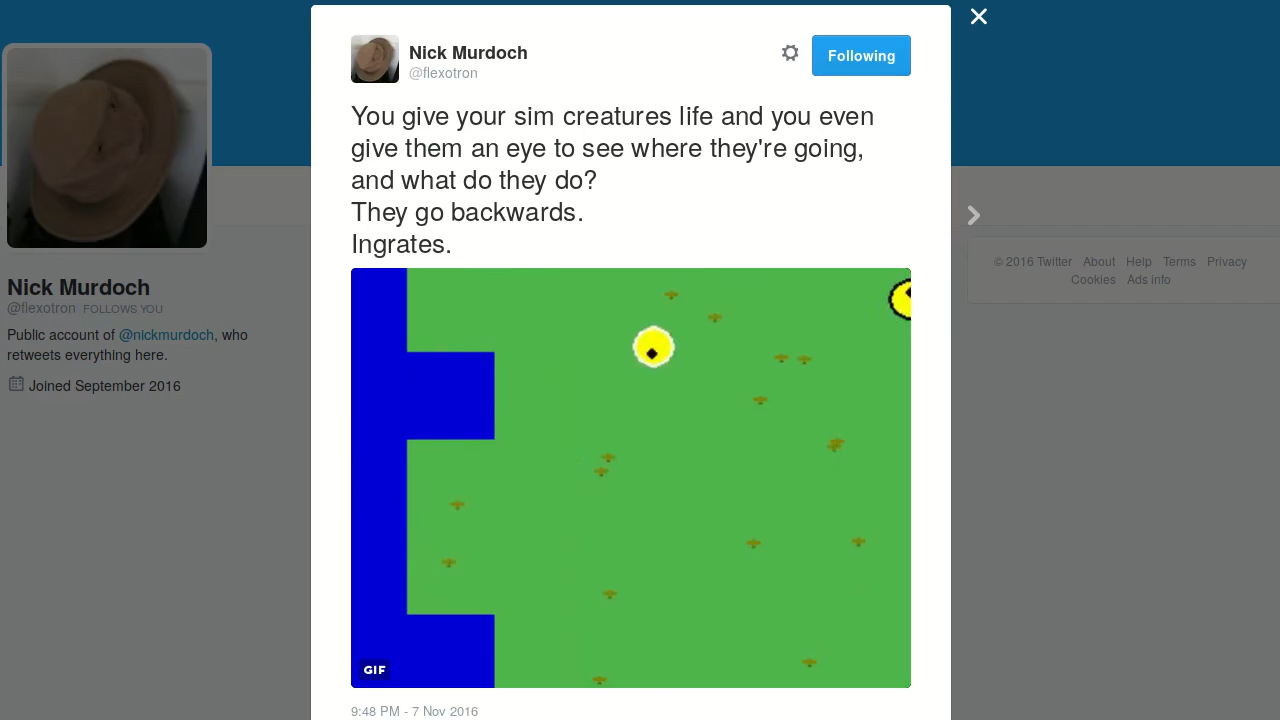 Nick Murdoch
@flexotron
Following
You give your sim creatures life and you even
give them an eye to see where they're going,
and what do they do?
They go backwards.
Ingrates.
GIF
9:48 PM - 7 Nov 2016
Nick Murdoch
@flexotron FOLLOWS YOU
Public account of @nickmurdoch, who
retweets everything here.
Joined September 2016
© 2016 Twitter About Help Terms Privacy
Cookies Ads info